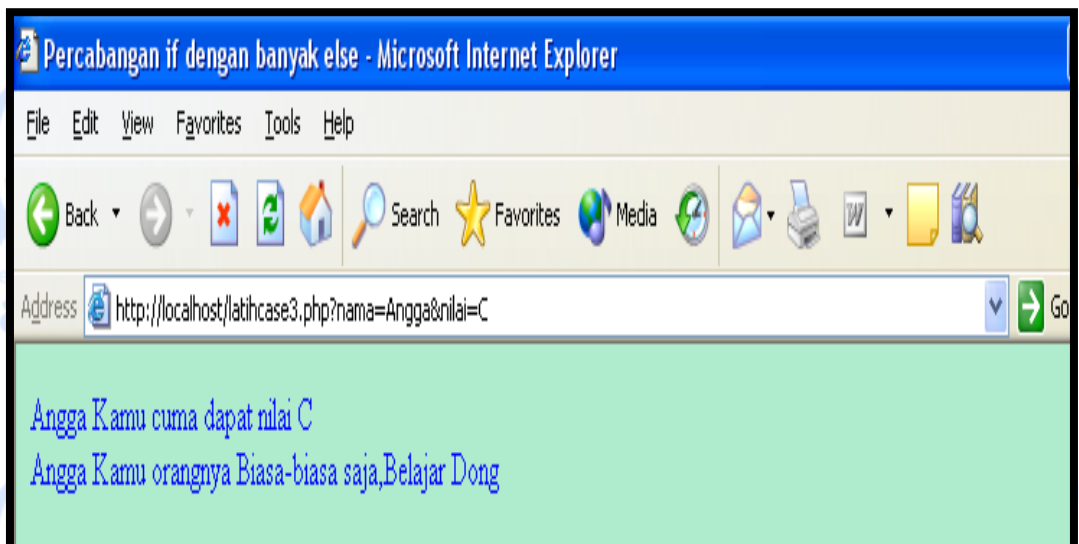 Percabangan if dengan banyak else - Microsoft Internet Explorer
File Edit View Favorites Tools Help
Back Search Favorites Media W
Address http://localhost/latihcase3.php?nama=Angga&nilai=C Go
Angga Kamu cuma dapat nilai C
Angga Kamu orangnya Biasa-biasa saja,Belajar Dong